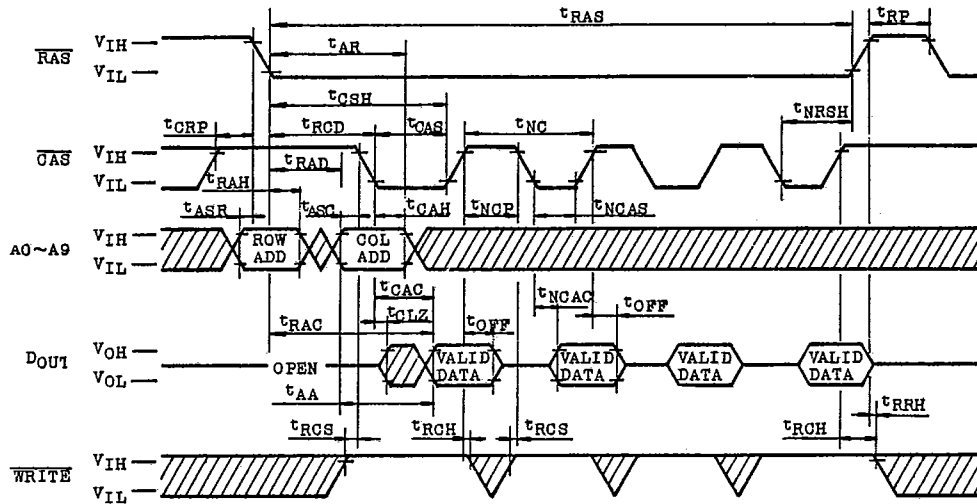 tRAS
tRP
RAS
VIH
VIL
tAR
tCSH
tCRP
tRCD
tCAS
tNC
tNRSH
CAS
VIH
VIL
tRAD
tRAH
tASR
tASC
tCAH
tNCP
tNCAS
A0~A9
VIH
VIL
ROW ADD
COL ADD
tCAC
tCLZ
tRAC
tOFF
tNCAC
tOFF
DOUT
VOH
VOL
OPEN
VALID DATA
VALID DATA
VALID DATA
VALID DATA
tAA
tRRH
tRCS
tRCH
tRCS
tRCH
WRITE
VIH
VIL